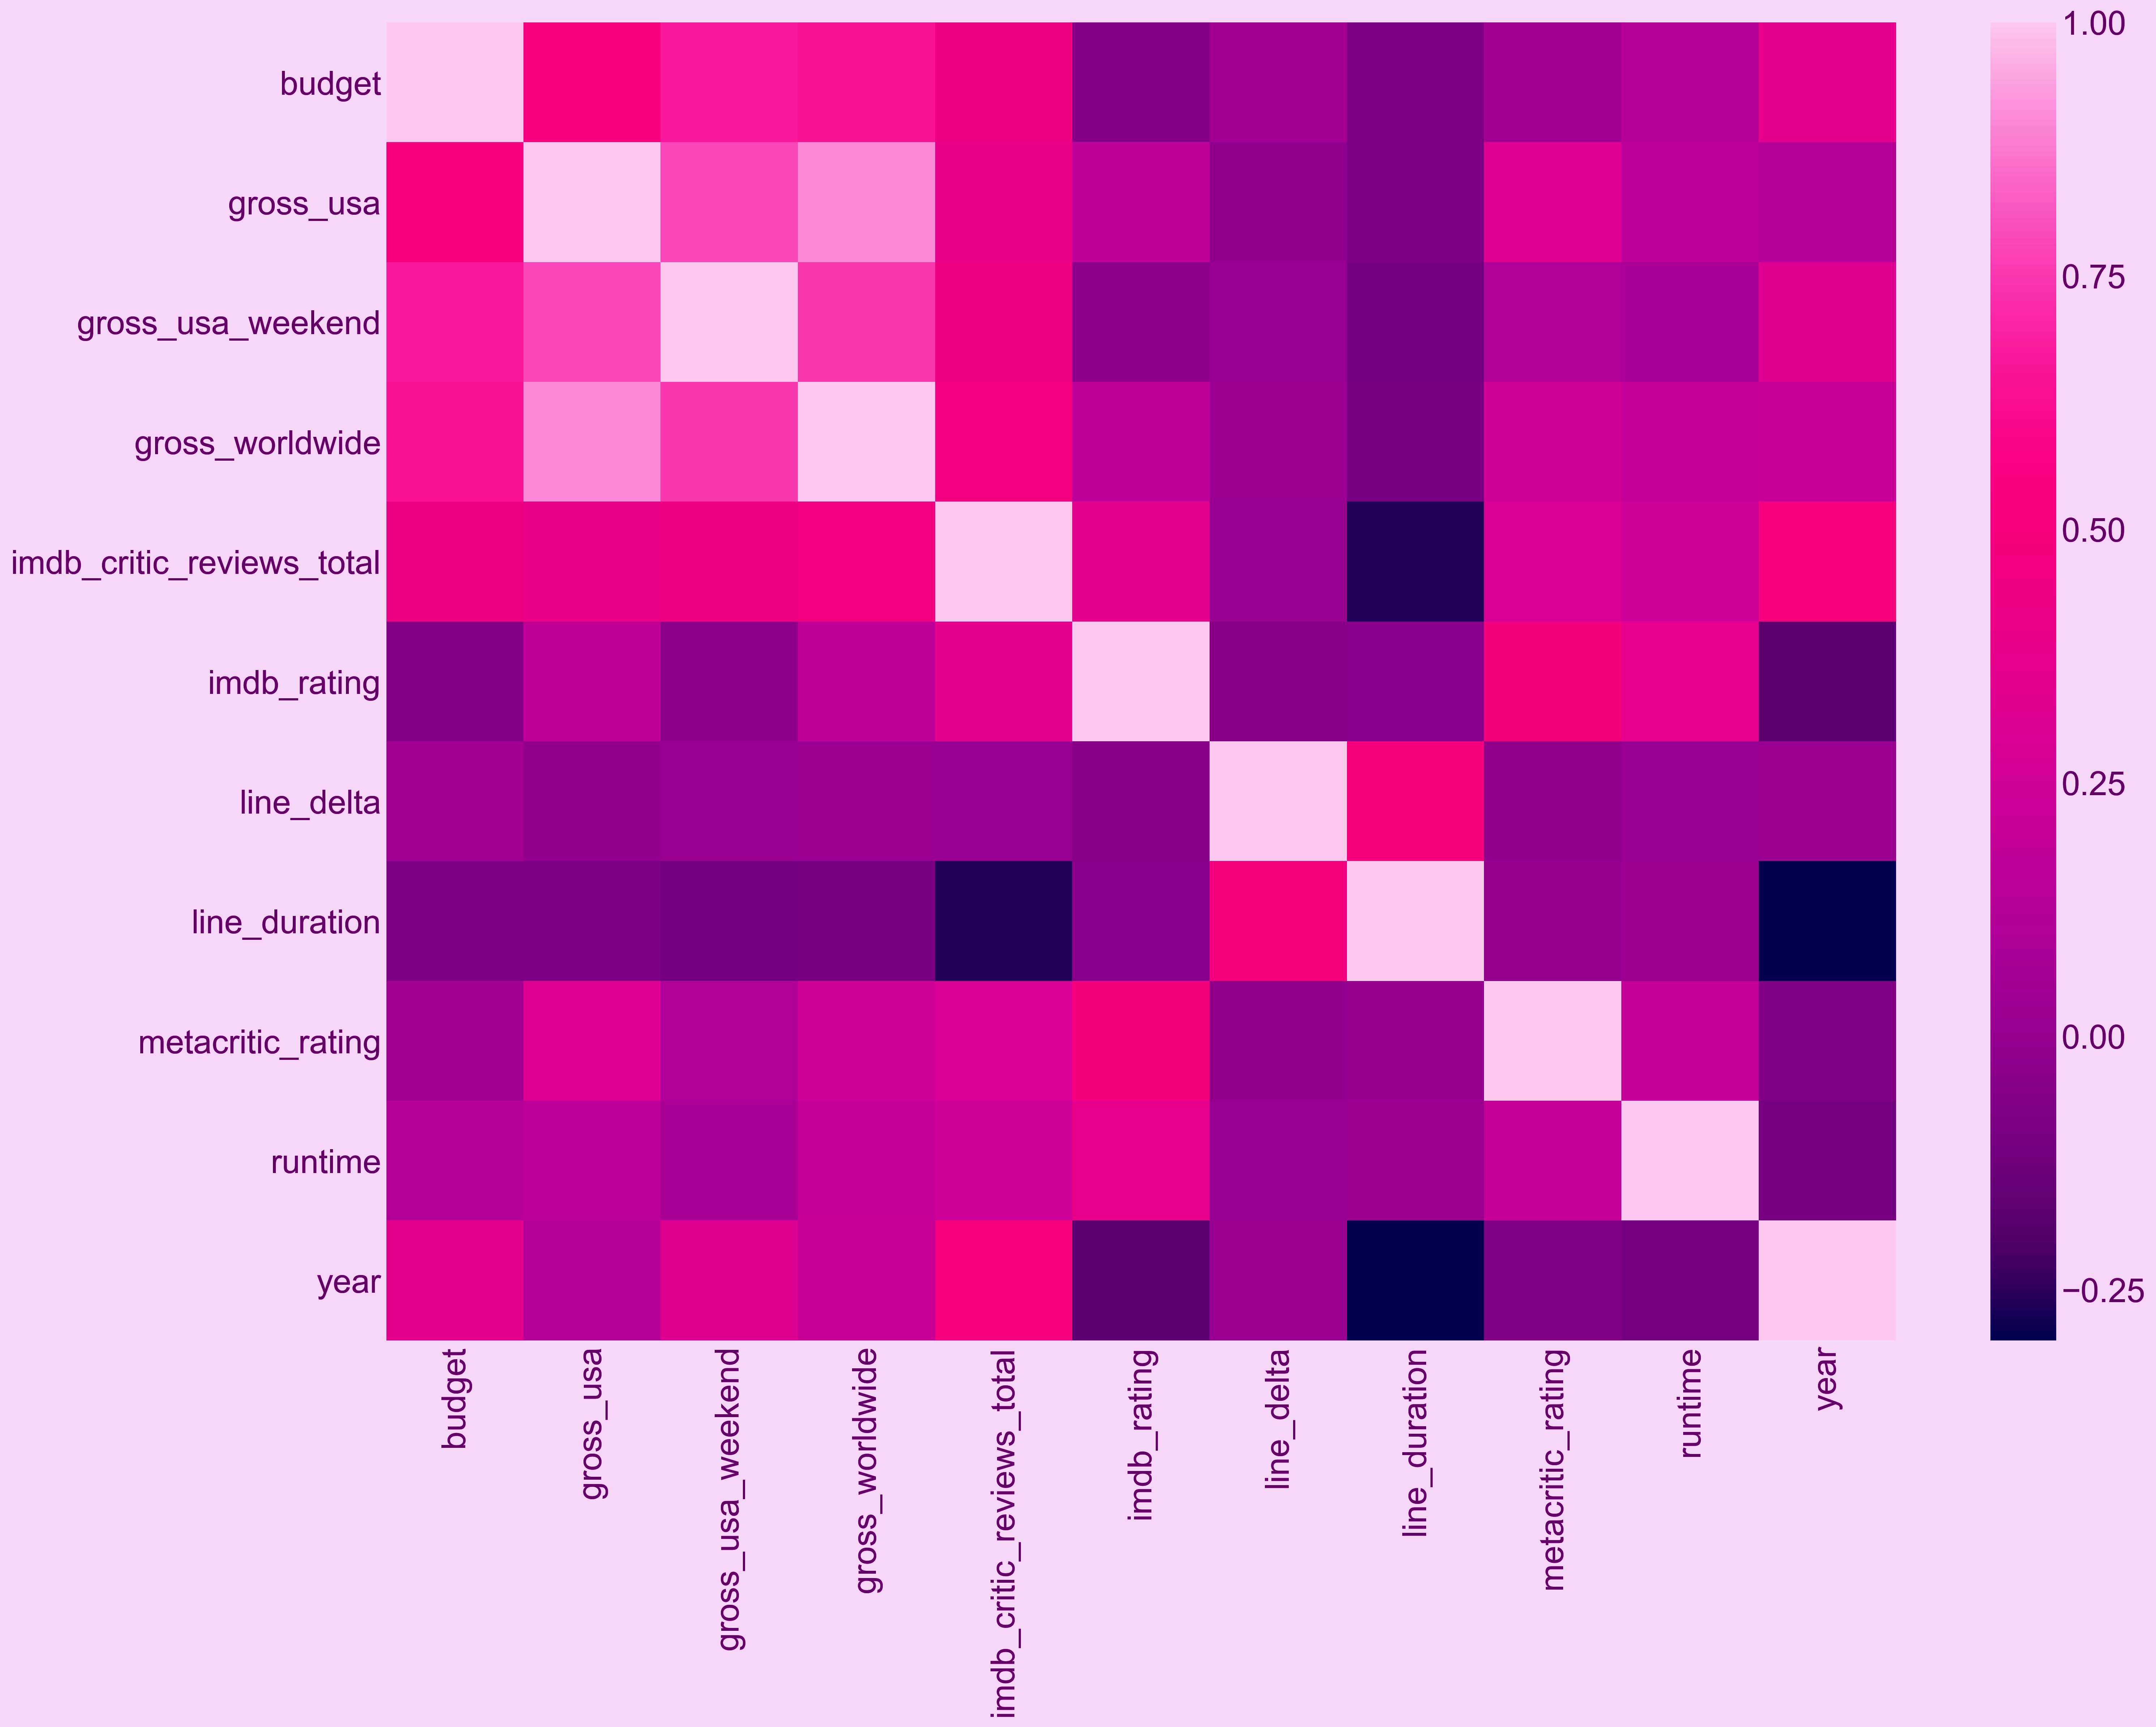 budget
gross_usa
gross_usa_weekend
gross_worldwide
imdb_critic_reviews_total
imdb_rating
line_delta
line_duration
metacritic_rating
runtime
year
budget
gross_usa
gross_usa_weekend
gross_worldwide
imdb_critic_reviews_total
imdb_rating
line_delta
line_duration
metacritic_rating
runtime
year
1.00
0.75
0.50
0.25
0.00
−0.25